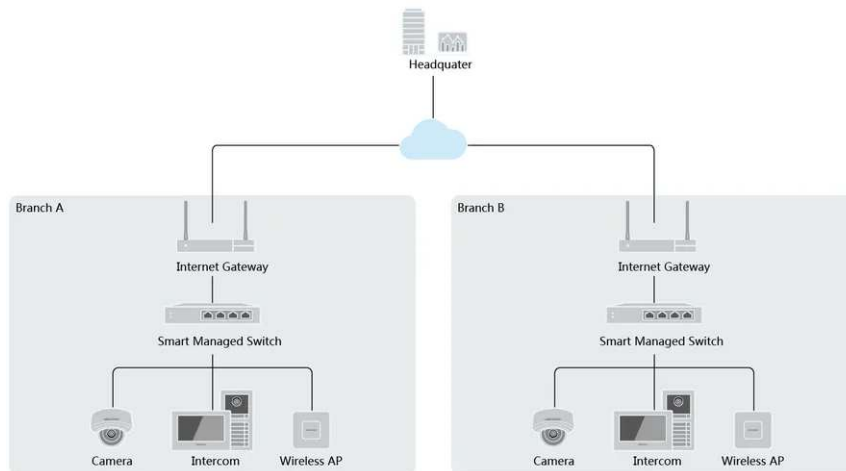 Headquater
Branch A
Branch B
Internet Gateway
Internet Gateway
Smart Managed Switch
Smart Managed Switch
Camera
Intercom
Wireless AP
Camera
Intercom
Wireless AP